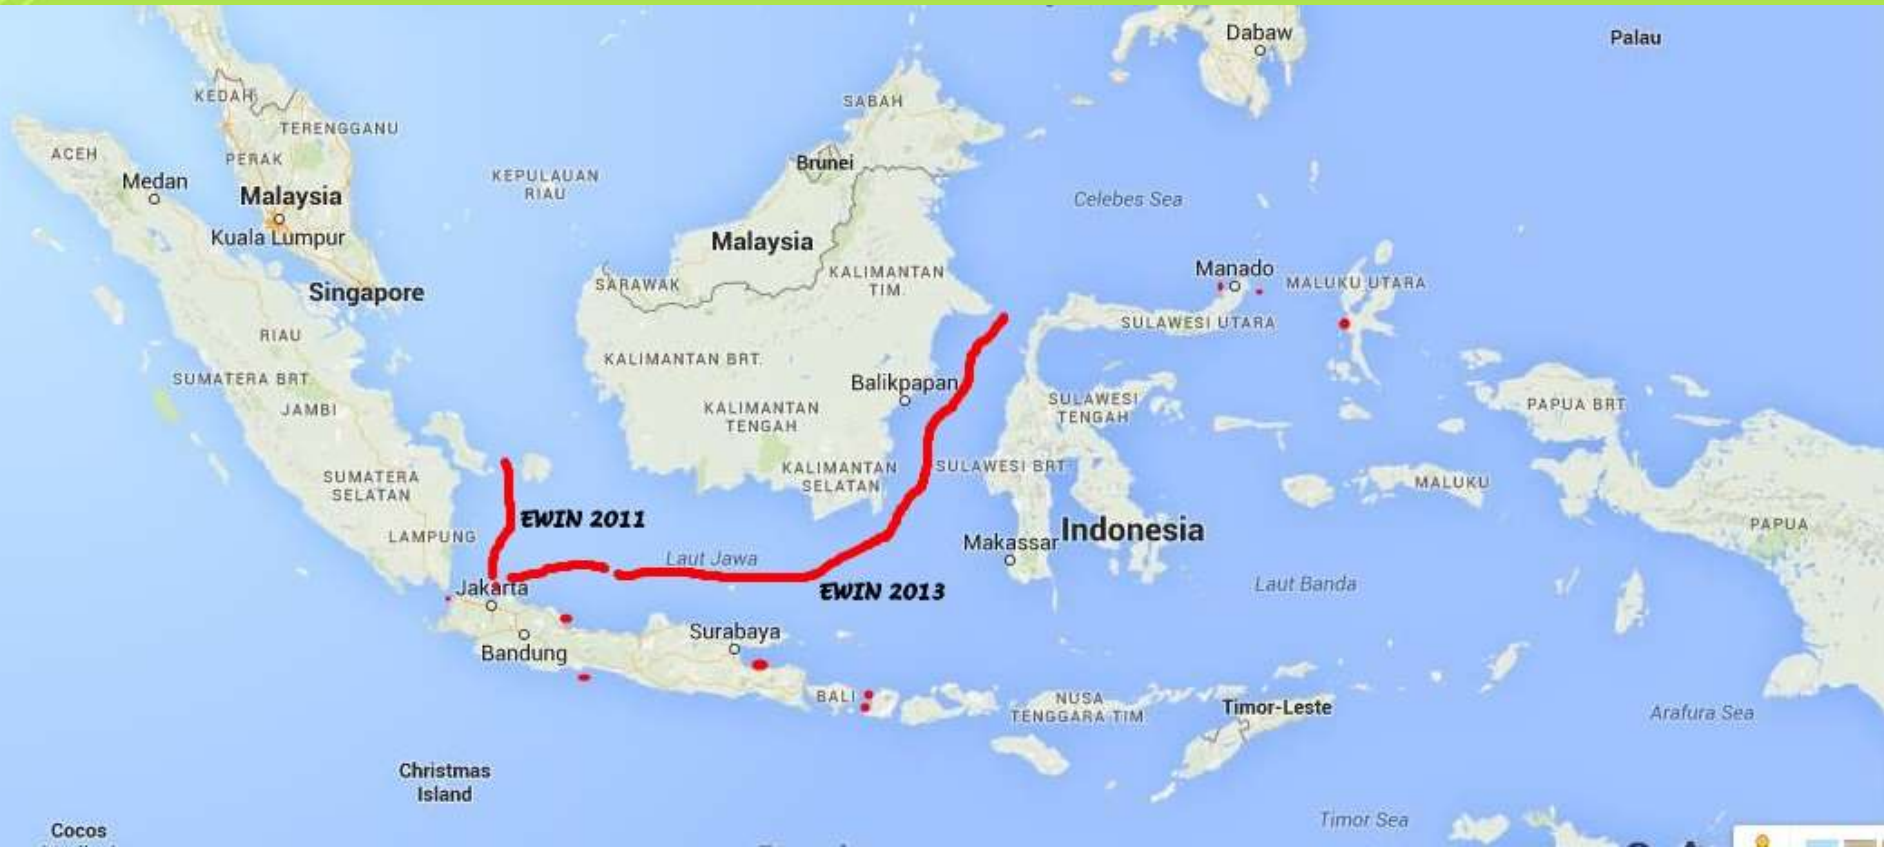 Dabaw
Palau
KEDAH
SABAH
TERENGGANU
ACEH
PERAK
Brunei
KEPULAUAN
RIAU
Medan
Malaysia
Celebes Sea
Kuala Lumpur
Malaysia
Manado
KALIMANTAN
TIM.
MALUKU UTARA
SARAWAK
Singapore
SULAWESI UTARA
RIAU
KALIMANTAN BRT.
SUMATERA BRT.
Balikpapan
JAMBI
KALIMANTAN
TENGAH
SULAWESI
TENGAH
PAPUA BRT.
SUMATERA
SELATAN
KALIMANTAN
SELATAN
SULAWESI BRT.
MALUKU
EWIN 2011
PAPUA
LAMPUNG
Indonesia
Makassar
Laut Jawa
Jakarta
EWIN 2013
Laut Banda
Surabaya
Bandung
BALI
NUSA
TENGGARA TIM.
Timor-Leste
Arafura Sea
Christmas
Island
Timor Sea
Cocos